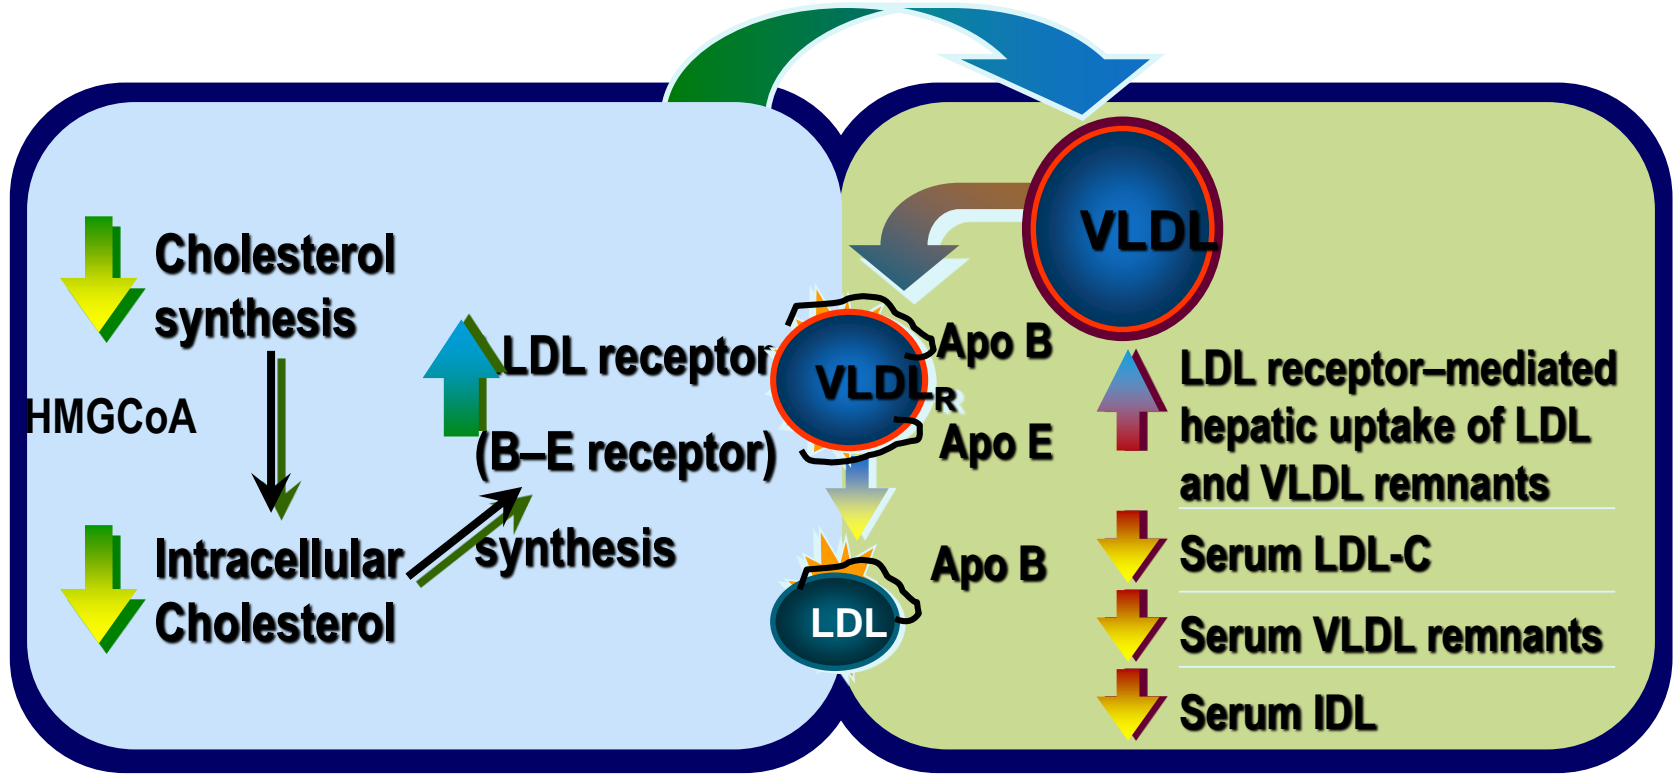 Cholesterol
synthesis
HMGCoA
Intracellular
Cholesterol
LDL receptor
(B–E receptor)
synthesis
VLDL
VLDLR
Apo B
Apo E
LDL
Apo B
LDL receptor–mediated
hepatic uptake of LDL
and VLDL remnants
Serum LDL-C
Serum VLDL remnants
Serum IDL